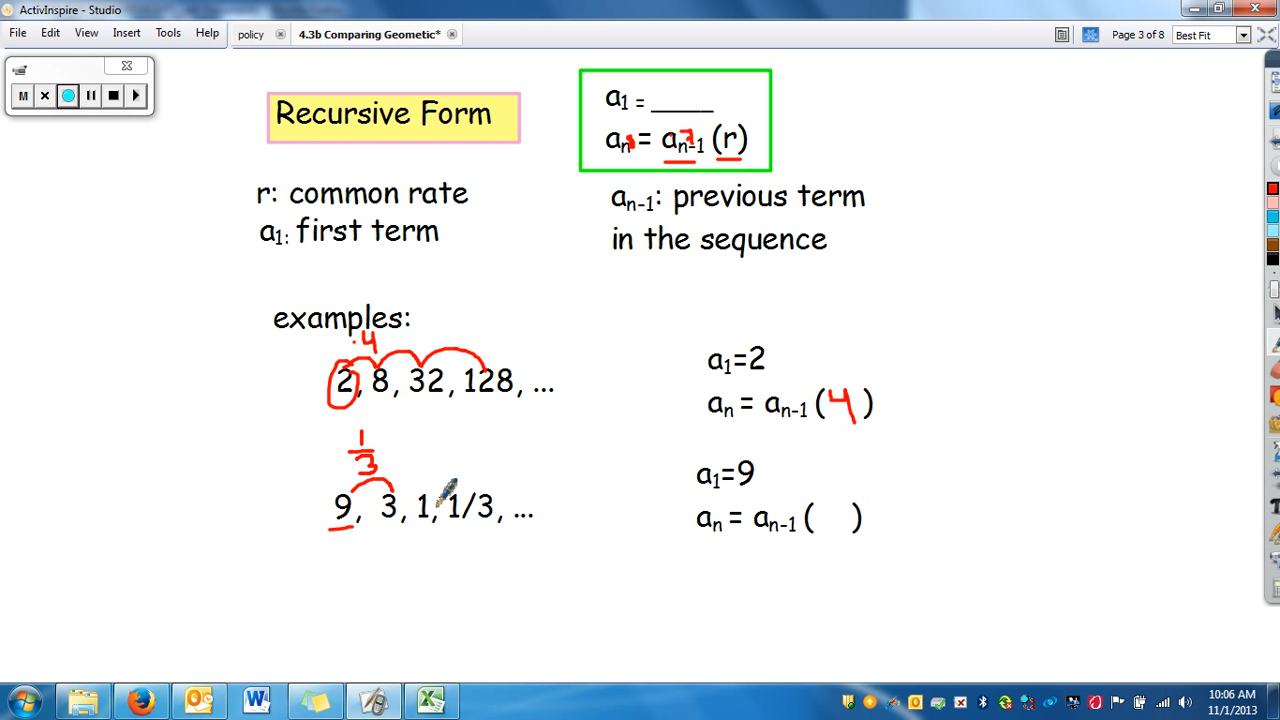 ActivInspire - Studio
File Edit View Insert Tools Help
policy
4.3b Comparing Geometic*
Page 3 of 8
Best Fit
M
Recursive Form
a1 = _____
an = an-1 (r)
r: common rate
a1: first term
an-1: previous term
in the sequence
examples:
· 4
2, 8, 32, 128, ...
a1=2
an = an-1 (4)
1/3
9, 3, 1, 1/3, ...
a1=9
an = an-1 ( )
10:06 AM
11/1/2013